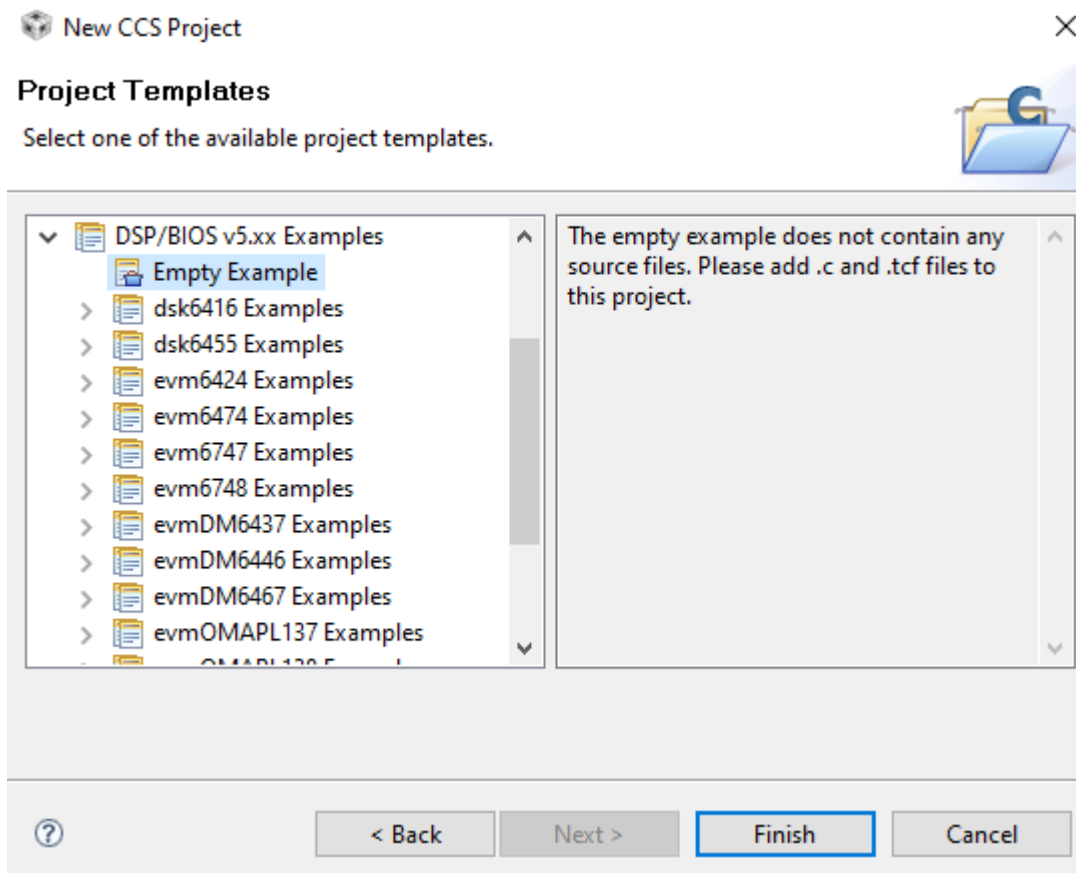 New CCS Project
Project Templates
Select one of the available project templates.
DSP/BIOS v5.xx Examples
Empty Example
dsk6416 Examples
dsk6455 Examples
evm6424 Examples
evm6474 Examples
evm6747 Examples
evm6748 Examples
evmDM6437 Examples
evmDM6446 Examples
evmDM6467 Examples
evmOMAPL137 Examples
The empty example does not contain any
source files. Please add .c and .tcf files to
this project.
< Back
Next >
Finish
Cancel